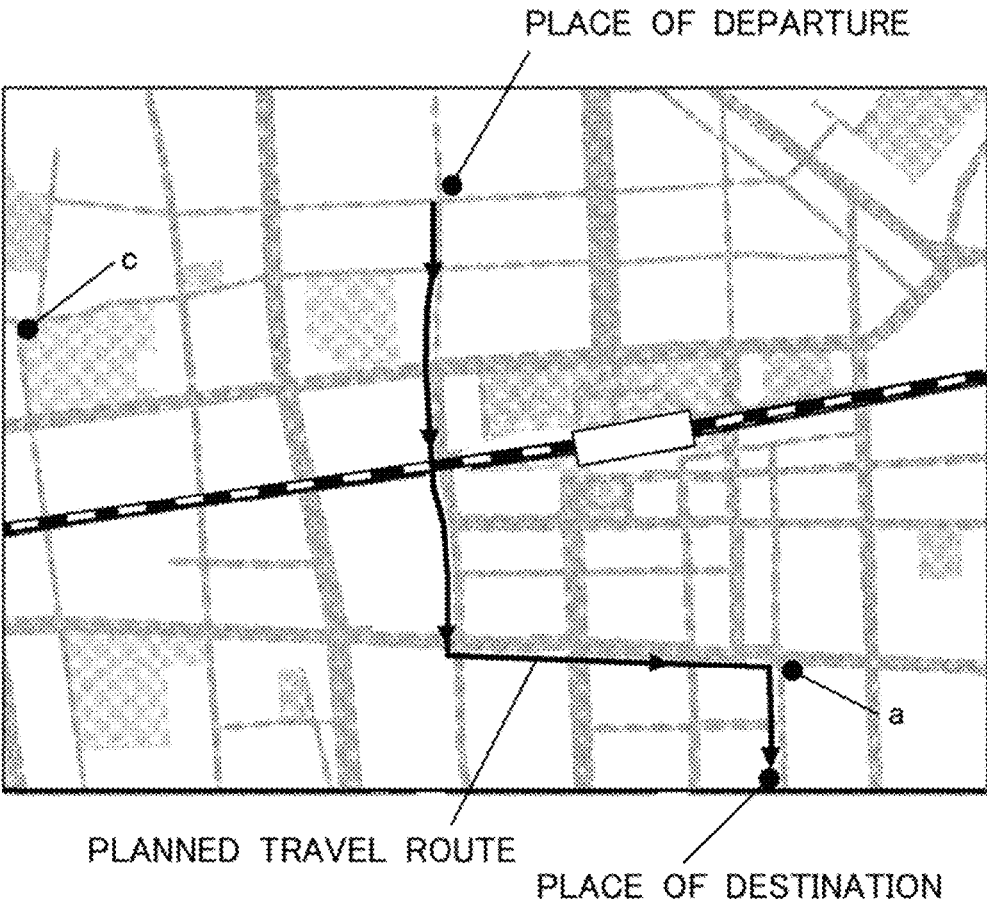 PLACE OF DEPARTURE
c
a
PLANNED TRAVEL ROUTE
PLACE OF DESTINATION